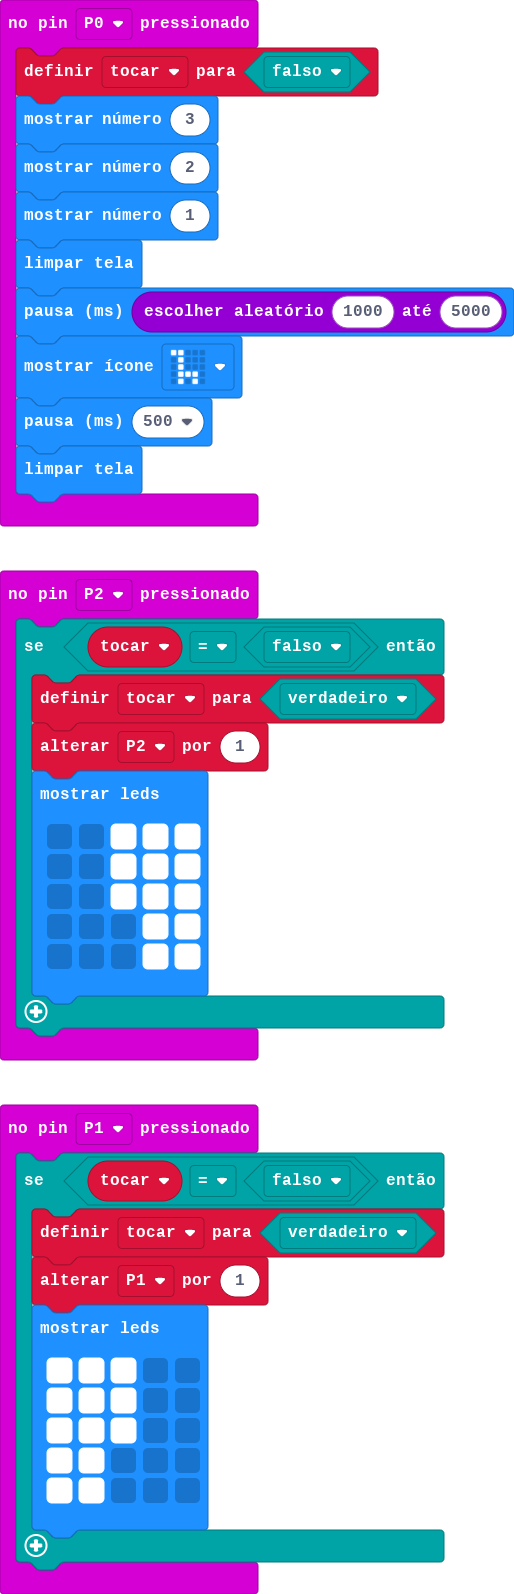 no pin P0 pressionado
definir tocar para falso
mostrar número 3
mostrar número 2
mostrar número 1
limpar tela
pausa (ms) escolher aleatório 1000 até 5000
mostrar ícone
pausa (ms) 500
limpar tela
no pin P2 pressionado
se tocar = falso então
definir tocar para verdadeiro
alterar P2 por 1
mostrar leds
no pin P1 pressionado
se tocar = falso então
definir tocar para verdadeiro
alterar P1 por 1
mostrar leds